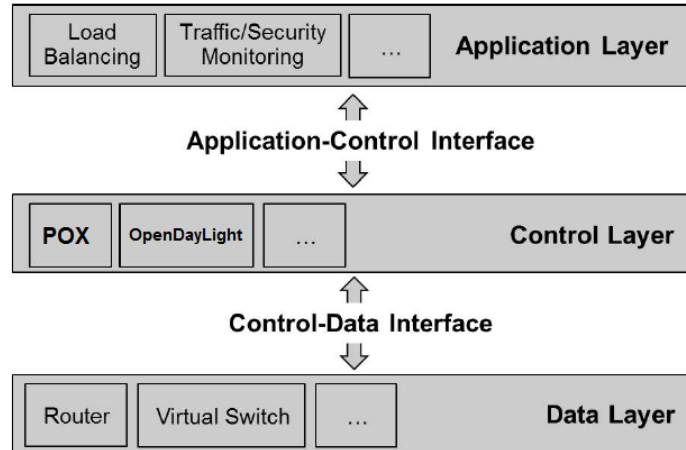 Load
Balancing
Traffic/Security
Monitoring
...
Application Layer
Application-Control Interface
POX
OpenDayLight
...
Control Layer
Control-Data Interface
Router
Virtual Switch
...
Data Layer